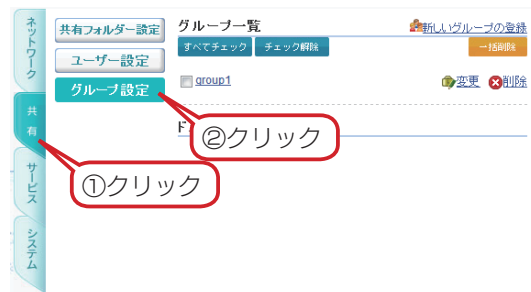 ネットワーク
共有
サービス
システム
共有フォルダー設定
ユーザー設定
グループ設定
グループ一覧
新しいグループの登録
すべてチェック
チェック解除
一括削除
group1
変更
削除
②クリック
①クリック